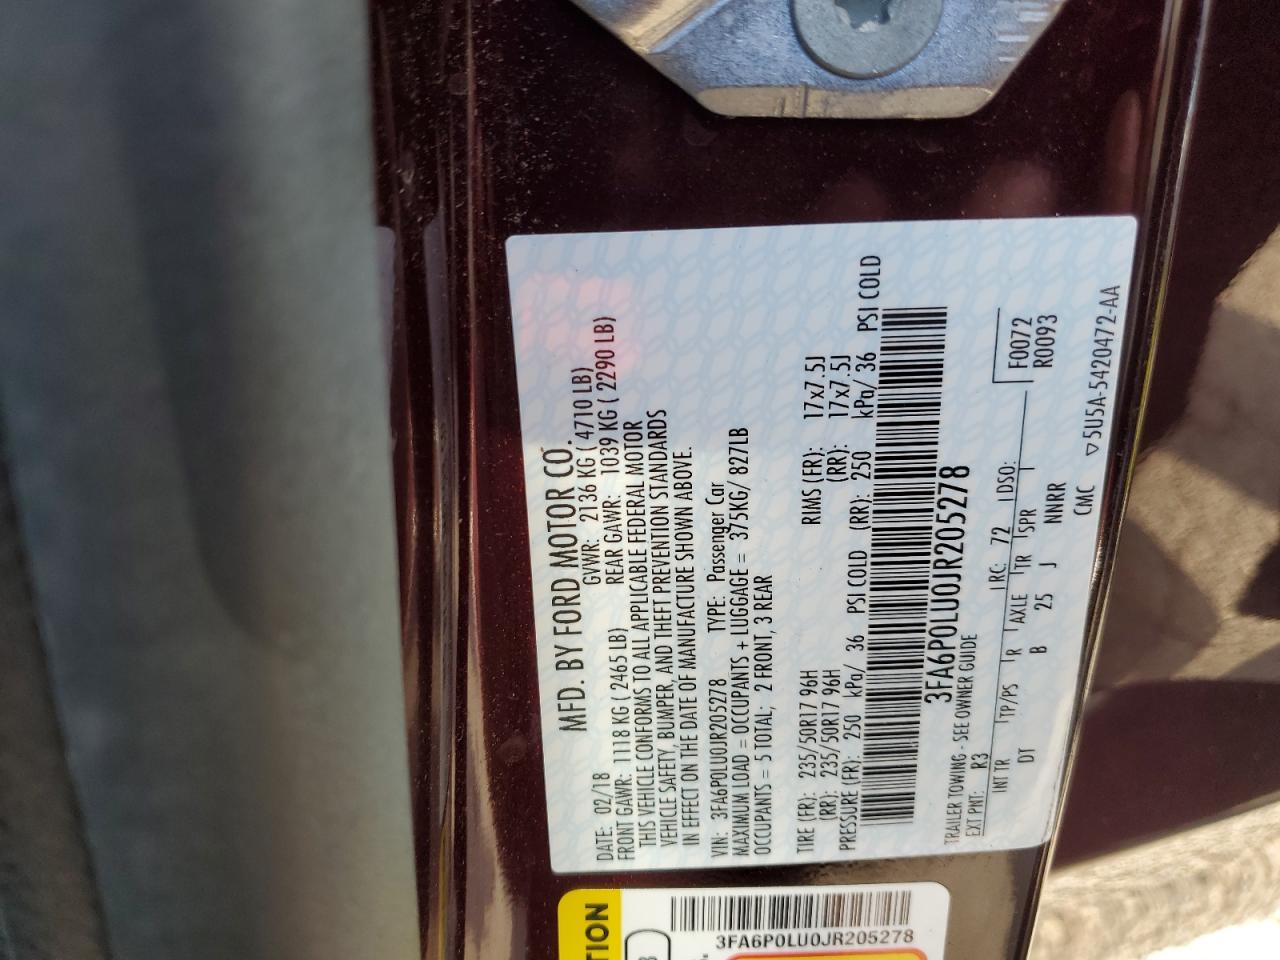 MFD. BY FORD MOTOR CO.
DATE: 02/18 GVWR: 2136 KG ( 4710 LB)
FRONT GAWR: 1118 KG ( 2465 LB) REAR GAWR: 1039 KG ( 2290 LB)
THIS VEHICLE CONFORMS TO ALL APPLICABLE FEDERAL MOTOR
VEHICLE SAFETY, BUMPER, AND THEFT PREVENTION STANDARDS
IN EFFECT ON THE DATE OF MANUFACTURE SHOWN ABOVE.
VIN: 3FA6P0LU0JR205278 TYPE: Passenger Car
MAXIMUM LOAD = OCCUPANTS + LUGGAGE = 375KG/ 827LB
OCCUPANTS = 5 TOTAL; 2 FRONT, 3 REAR
TIRE (FR): 235/50R17 96H RIMS (FR): 17x7.5J
(RR): 235/50R17 96H (RR): 17x7.5J
PRESSURE (FR): 250 kPa/ 36 PSI COLD (RR): 250 kPa/ 36 PSI COLD
3FA6P0LU0JR205278
TRAILER TOWING - SEE OWNER GUIDE
EXT PNT: R3 RC: 72 DSO: F0072
R0093
INT TR TP/PS R AXLE TR SPR
DT B 25 J NNRR
CMC ▽5U5A-5420472-AA
TION
3FA6P0LU0JR205278